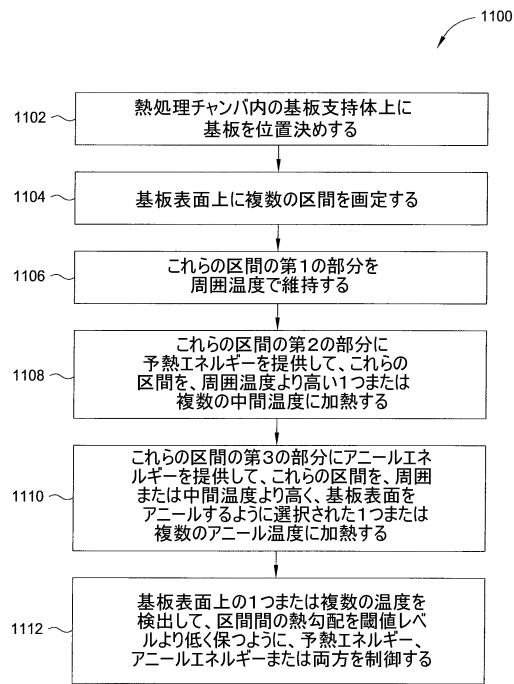 1100
1102
熱処理チャンバ内の基板支持体上に
基板を位置決めする
1104
基板表面上に複数の区間を画定する
1106
これらの区間の第1の部分を
周囲温度で維持する
1108
これらの区間の第2の部分に
予熱エネルギーを提供して、これらの
区間を、周囲温度より高い1つまたは
複数の中間温度に加熱する
1110
これらの区間の第3の部分にアニールエネ
ルギーを提供して、これらの区間を、周囲
または中間温度より高く、基板表面を
アニールするように選択された1つまたは
複数のアニール温度に加熱する
1112
基板表面上の1つまたは複数の温度を
検出して、区間間の熱勾配を閾値レベ
ルより低く保つように、予熱エネルギー、
アニールエネルギーまたは両方を制御する